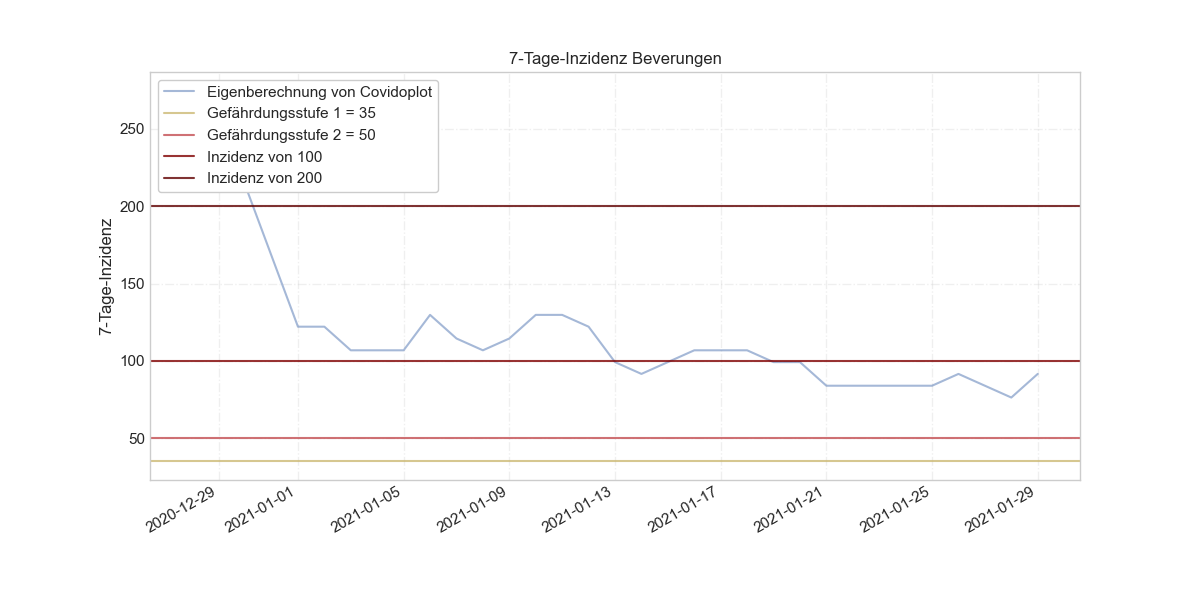 7-Tage-Inzidenz Beverungen
Eigenberechnung von Covidoplot
Gefährdungsstufe 1 = 35
Gefährdungsstufe 2 = 50
Inzidenz von 100
Inzidenz von 200
7-Tage-Inzidenz
250
200
150
100
50
2020-12-29
2021-01-01
2021-01-05
2021-01-09
2021-01-13
2021-01-17
2021-01-21
2021-01-25
2021-01-29